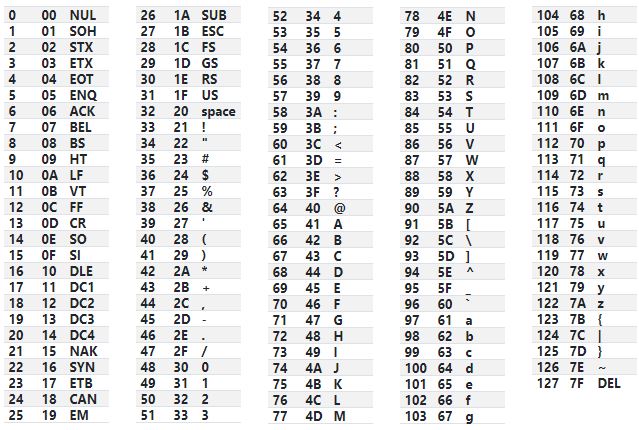 0 00 NUL
1 01 SOH
2 02 STX
3 03 ETX
4 04 EOT
5 05 ENQ
6 06 ACK
7 07 BEL
8 08 BS
9 09 HT
10 0A LF
11 0B VT
12 0C FF
13 0D CR
14 0E SO
15 0F SI
16 10 DLE
17 11 DC1
18 12 DC2
19 13 DC3
20 14 DC4
21 15 NAK
22 16 SYN
23 17 ETB
24 18 CAN
25 19 EM
26 1A SUB
27 1B ESC
28 1C FS
29 1D GS
30 1E RS
31 1F US
32 20 space
33 21 !
34 22 "
35 23 #
36 24 $
37 25 %
38 26 &
39 27 '
40 28 (
41 29 )
42 2A *
43 2B +
44 2C ,
45 2D -
46 2E .
47 2F /
48 30 0
49 31 1
50 32 2
51 33 3
52 34 4
53 35 5
54 36 6
55 37 7
56 38 8
57 39 9
58 3A :
59 3B ;
60 3C <
61 3D =
62 3E >
63 3F ?
64 40 @
65 41 A
66 42 B
67 43 C
68 44 D
69 45 E
70 46 F
71 47 G
72 48 H
73 49 I
74 4A J
75 4B K
76 4C L
77 4D M
78 4E N
79 4F O
80 50 P
81 51 Q
82 52 R
83 53 S
84 54 T
85 55 U
86 56 V
87 57 W
88 58 X
89 59 Y
90 5A Z
91 5B [
92 5C \
93 5D ]
94 5E ^
95 5F _
96 60 `
97 61 a
98 62 b
99 63 c
100 64 d
101 65 e
102 66 f
103 67 g
104 68 h
105 69 i
106 6A j
107 6B k
108 6C l
109 6D m
110 6E n
111 6F o
112 70 p
113 71 q
114 72 r
115 73 s
116 74 t
117 75 u
118 76 v
119 77 w
120 78 x
121 79 y
122 7A z
123 7B {
124 7C |
125 7D }
126 7E ~
127 7F DEL